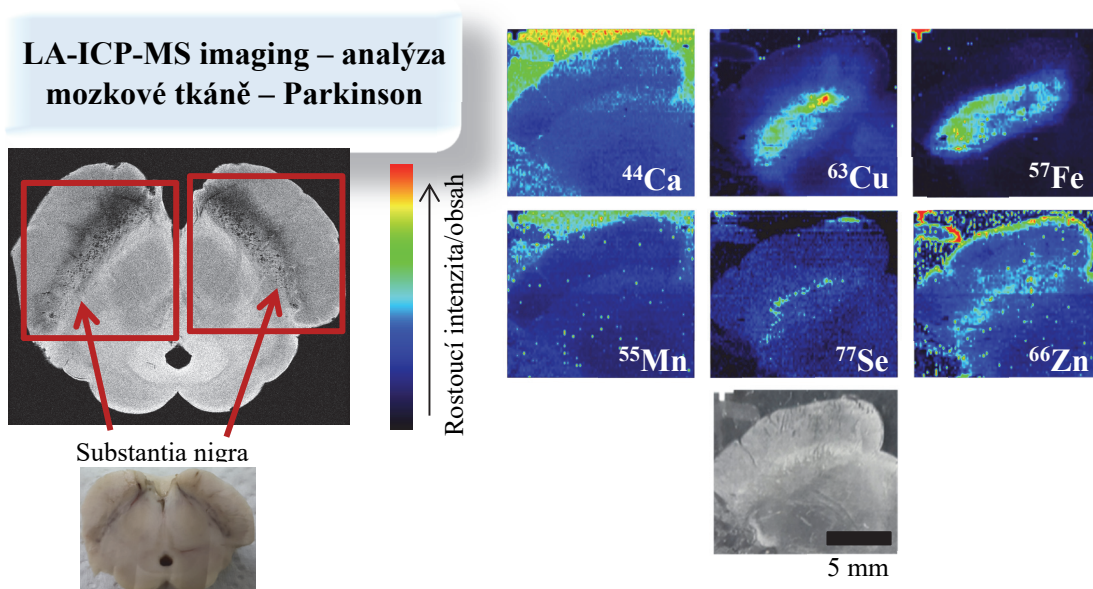 LA-ICP-MS imaging – analýza
mozkové tkáně – Parkinson
Substantia nigra
Rostoucí intenzita/obsah
⁴⁴Ca
⁶³Cu
⁵⁷Fe
⁵⁵Mn
⁷⁷Se
⁶⁶Zn
5 mm